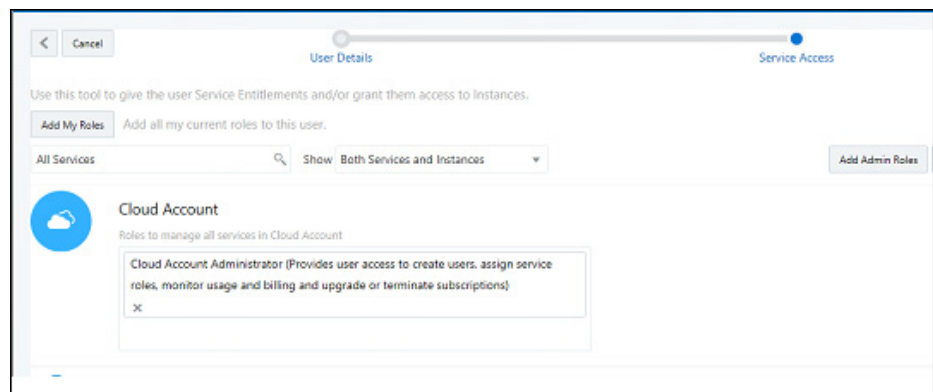 Cancel
User Details
Service Access
Use this tool to give the user Service Entitlements and/or grant them access to Instances.
Add My Roles Add all my current roles to this user.
All Services Show Both Services and Instances Add Admin Roles
Cloud Account
Roles to manage all services in Cloud Account
Cloud Account Administrator (Provides user access to create users, assign service
roles, monitor usage and billing and upgrade or terminate subscriptions)